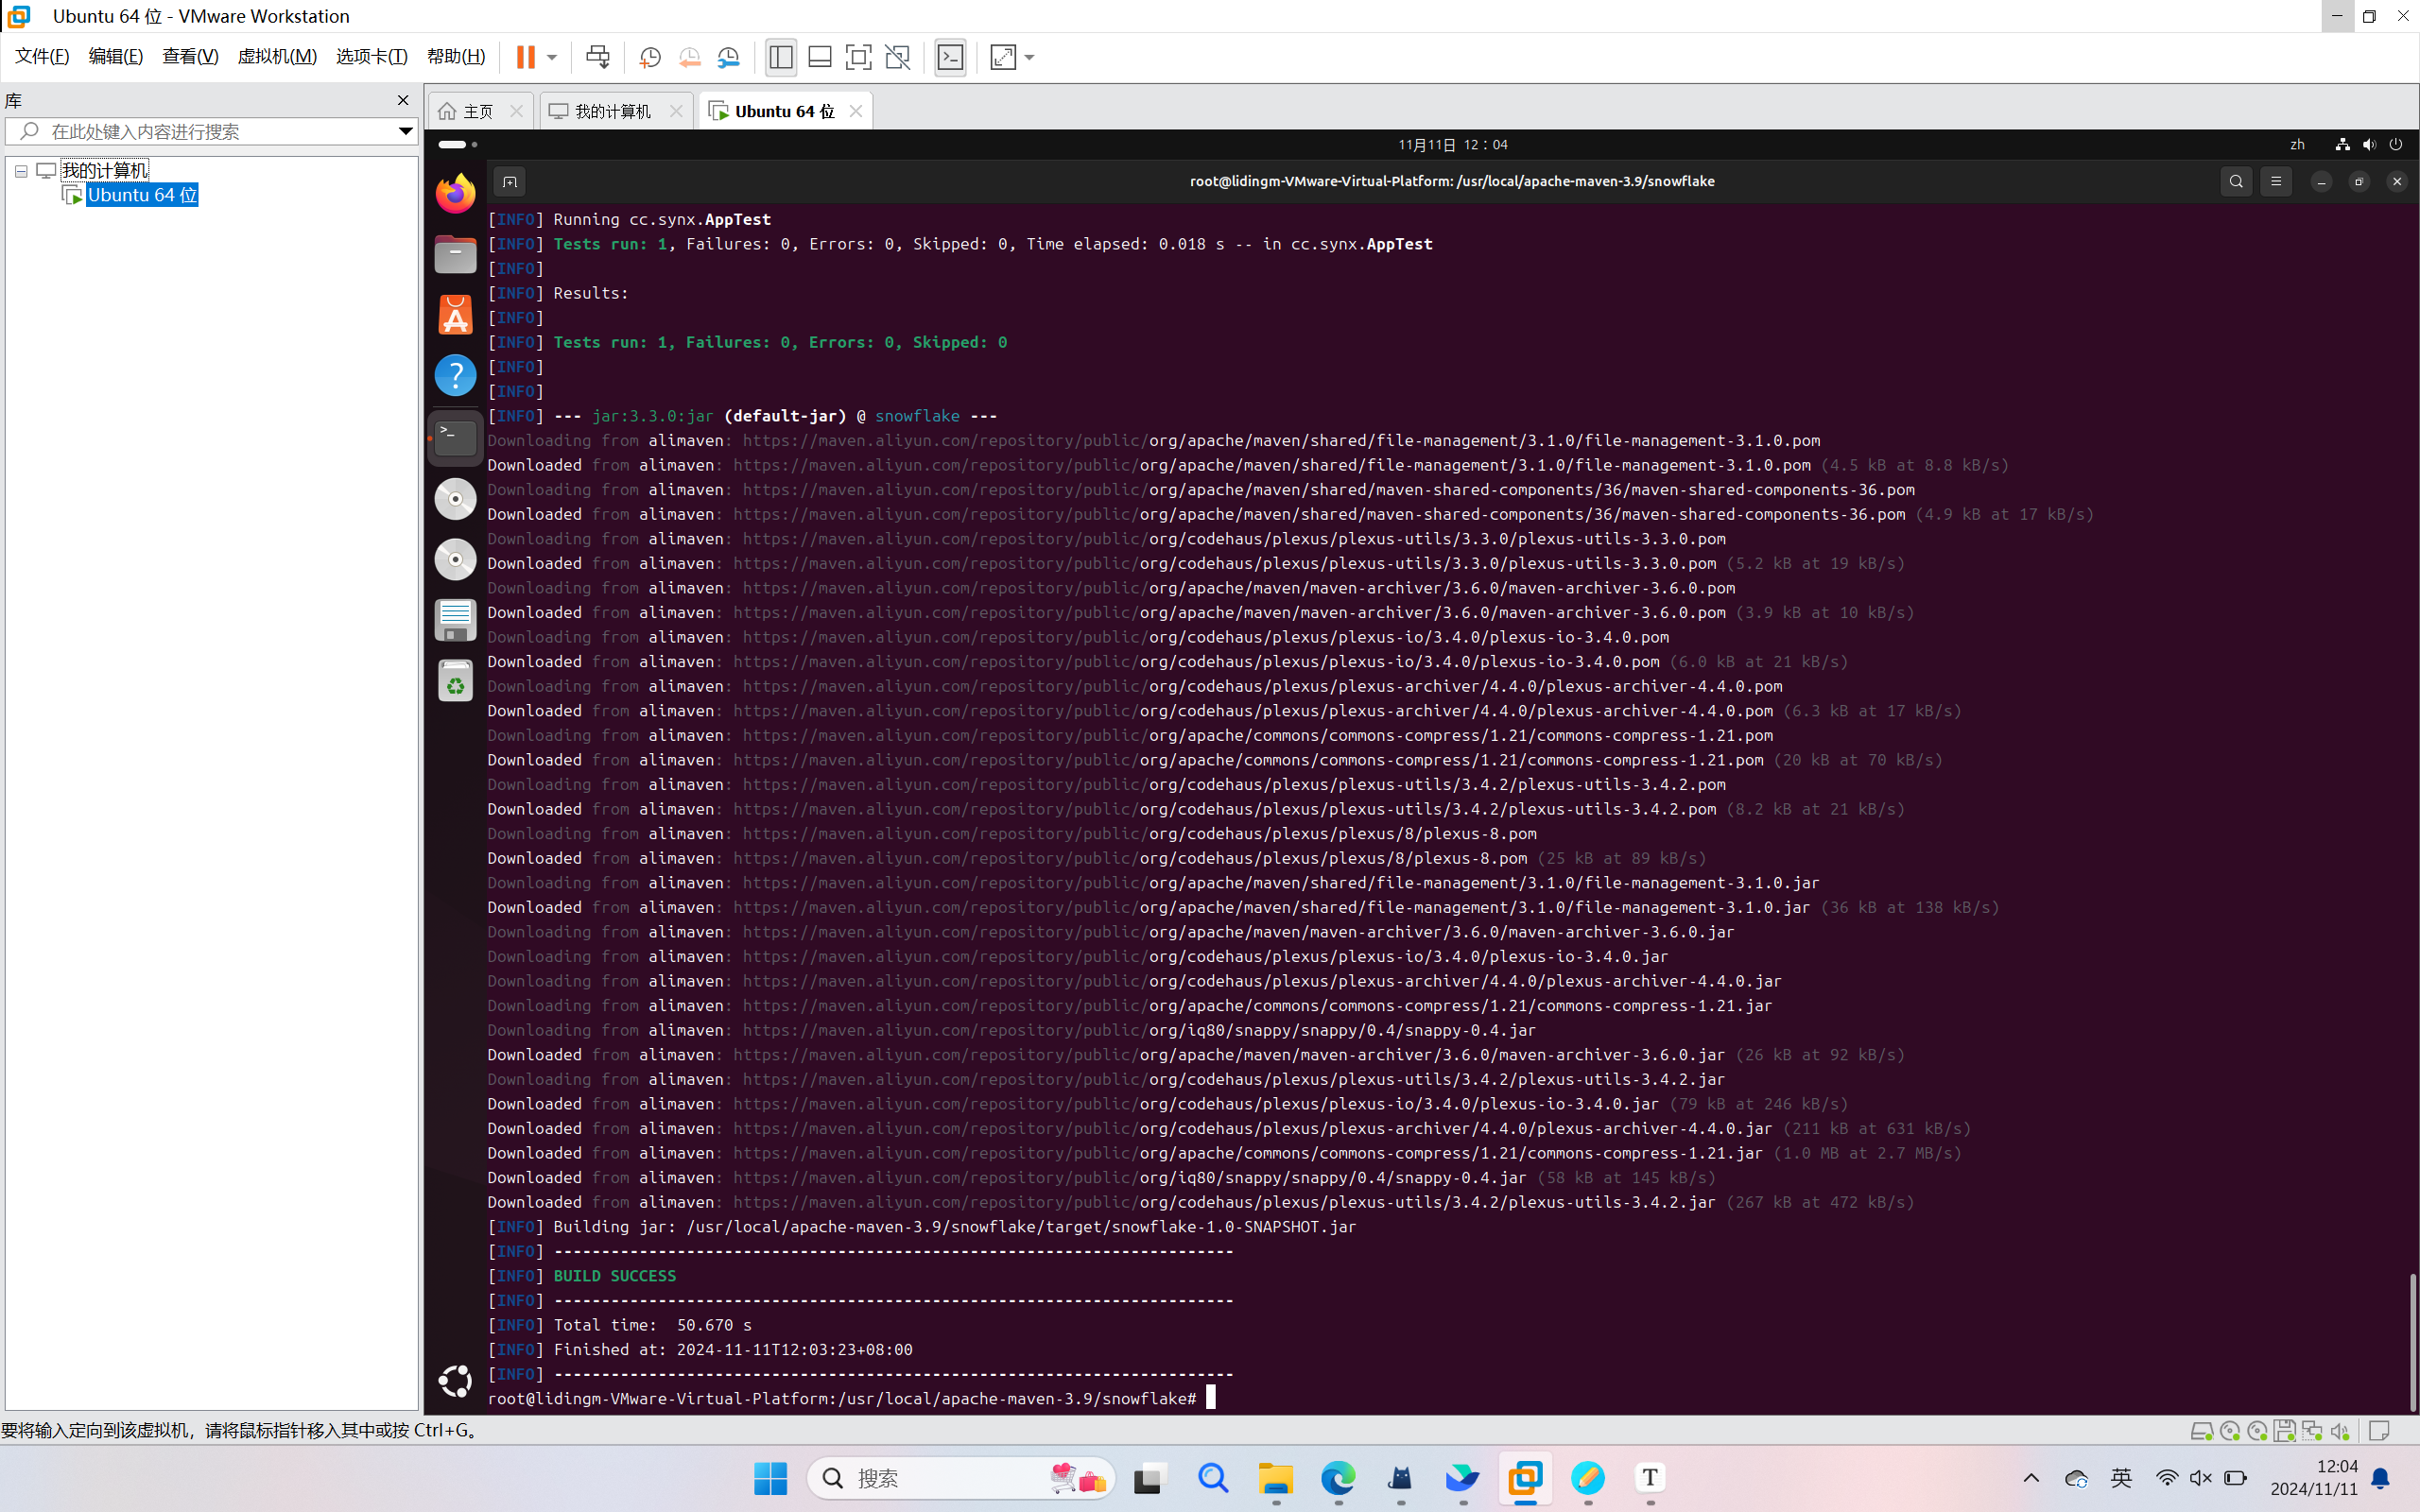 Ubuntu 64 位 - VMware Workstation
文件(F) 编辑(E) 查看(V) 虚拟机(M) 选项卡(T) 帮助(H)
库
在此处键入内容进行搜索
我的计算机
Ubuntu 64 位
主页 我的计算机 Ubuntu 64 位
11月11日 12：04 zh
root@lidingm-VMware-Virtual-Platform: /usr/local/apache-maven-3.9/snowflake
[INFO] Running cc.synx.AppTest
[INFO] Tests run: 1, Failures: 0, Errors: 0, Skipped: 0, Time elapsed: 0.018 s -- in cc.synx.AppTest
[INFO]
[INFO] Results:
[INFO]
[INFO] Tests run: 1, Failures: 0, Errors: 0, Skipped: 0
[INFO]
[INFO]
[INFO] --- jar:3.3.0:jar (default-jar) @ snowflake ---
Downloading from alimaven: https://maven.aliyun.com/repository/public/org/apache/maven/shared/file-management/3.1.0/file-management-3.1.0.pom
Downloaded from alimaven: https://maven.aliyun.com/repository/public/org/apache/maven/shared/file-management/3.1.0/file-management-3.1.0.pom (4.5 kB at 8.8 kB/s)
Downloading from alimaven: https://maven.aliyun.com/repository/public/org/apache/maven/shared/maven-shared-components/36/maven-shared-components-36.pom
Downloaded from alimaven: https://maven.aliyun.com/repository/public/org/apache/maven/shared/maven-shared-components/36/maven-shared-components-36.pom (4.9 kB at 17 kB/s)
Downloading from alimaven: https://maven.aliyun.com/repository/public/org/codehaus/plexus/plexus-utils/3.3.0/plexus-utils-3.3.0.pom
Downloaded from alimaven: https://maven.aliyun.com/repository/public/org/codehaus/plexus/plexus-utils/3.3.0/plexus-utils-3.3.0.pom (5.2 kB at 19 kB/s)
Downloading from alimaven: https://maven.aliyun.com/repository/public/org/apache/maven/maven-archiver/3.6.0/maven-archiver-3.6.0.pom
Downloaded from alimaven: https://maven.aliyun.com/repository/public/org/apache/maven/maven-archiver/3.6.0/maven-archiver-3.6.0.pom (3.9 kB at 10 kB/s)
Downloading from alimaven: https://maven.aliyun.com/repository/public/org/codehaus/plexus/plexus-io/3.4.0/plexus-io-3.4.0.pom
Downloaded from alimaven: https://maven.aliyun.com/repository/public/org/codehaus/plexus/plexus-io/3.4.0/plexus-io-3.4.0.pom (6.0 kB at 21 kB/s)
Downloading from alimaven: https://maven.aliyun.com/repository/public/org/codehaus/plexus/plexus-archiver/4.4.0/plexus-archiver-4.4.0.pom
Downloaded from alimaven: https://maven.aliyun.com/repository/public/org/codehaus/plexus/plexus-archiver/4.4.0/plexus-archiver-4.4.0.pom (6.3 kB at 17 kB/s)
Downloading from alimaven: https://maven.aliyun.com/repository/public/org/apache/commons/commons-compress/1.21/commons-compress-1.21.pom
Downloaded from alimaven: https://maven.aliyun.com/repository/public/org/apache/commons/commons-compress/1.21/commons-compress-1.21.pom (20 kB at 70 kB/s)
Downloading from alimaven: https://maven.aliyun.com/repository/public/org/codehaus/plexus/plexus-utils/3.4.2/plexus-utils-3.4.2.pom
Downloaded from alimaven: https://maven.aliyun.com/repository/public/org/codehaus/plexus/plexus-utils/3.4.2/plexus-utils-3.4.2.pom (8.2 kB at 21 kB/s)
Downloading from alimaven: https://maven.aliyun.com/repository/public/org/codehaus/plexus/plexus/8/plexus-8.pom
Downloaded from alimaven: https://maven.aliyun.com/repository/public/org/codehaus/plexus/plexus/8/plexus-8.pom (25 kB at 89 kB/s)
Downloading from alimaven: https://maven.aliyun.com/repository/public/org/apache/maven/shared/file-management/3.1.0/file-management-3.1.0.jar
Downloaded from alimaven: https://maven.aliyun.com/repository/public/org/apache/maven/shared/file-management/3.1.0/file-management-3.1.0.jar (36 kB at 138 kB/s)
Downloading from alimaven: https://maven.aliyun.com/repository/public/org/apache/maven/maven-archiver/3.6.0/maven-archiver-3.6.0.jar
Downloading from alimaven: https://maven.aliyun.com/repository/public/org/codehaus/plexus/plexus-io/3.4.0/plexus-io-3.4.0.jar
Downloading from alimaven: https://maven.aliyun.com/repository/public/org/codehaus/plexus/plexus-archiver/4.4.0/plexus-archiver-4.4.0.jar
Downloading from alimaven: https://maven.aliyun.com/repository/public/org/apache/commons/commons-compress/1.21/commons-compress-1.21.jar
Downloading from alimaven: https://maven.aliyun.com/repository/public/org/iq80/snappy/snappy/0.4/snappy-0.4.jar
Downloaded from alimaven: https://maven.aliyun.com/repository/public/org/apache/maven/maven-archiver/3.6.0/maven-archiver-3.6.0.jar (26 kB at 92 kB/s)
Downloading from alimaven: https://maven.aliyun.com/repository/public/org/codehaus/plexus/plexus-utils/3.4.2/plexus-utils-3.4.2.jar
Downloaded from alimaven: https://maven.aliyun.com/repository/public/org/codehaus/plexus/plexus-io/3.4.0/plexus-io-3.4.0.jar (79 kB at 246 kB/s)
Downloaded from alimaven: https://maven.aliyun.com/repository/public/org/codehaus/plexus/plexus-archiver/4.4.0/plexus-archiver-4.4.0.jar (211 kB at 631 kB/s)
Downloaded from alimaven: https://maven.aliyun.com/repository/public/org/apache/commons/commons-compress/1.21/commons-compress-1.21.jar (1.0 MB at 2.7 MB/s)
Downloaded from alimaven: https://maven.aliyun.com/repository/public/org/iq80/snappy/snappy/0.4/snappy-0.4.jar (58 kB at 145 kB/s)
Downloaded from alimaven: https://maven.aliyun.com/repository/public/org/codehaus/plexus/plexus-utils/3.4.2/plexus-utils-3.4.2.jar (267 kB at 472 kB/s)
[INFO] Building jar: /usr/local/apache-maven-3.9/snowflake/target/snowflake-1.0-SNAPSHOT.jar
[INFO] ------------------------------------------------------------------------
[INFO] BUILD SUCCESS
[INFO] ------------------------------------------------------------------------
[INFO] Total time:  50.670 s
[INFO] Finished at: 2024-11-11T12:03:23+08:00
[INFO] ------------------------------------------------------------------------
root@lidingm-VMware-Virtual-Platform:/usr/local/apache-maven-3.9/snowflake#
要将输入定向到该虚拟机，请将鼠标指针移入其中或按 Ctrl+G。
搜索
T
英
12:04
2024/11/11